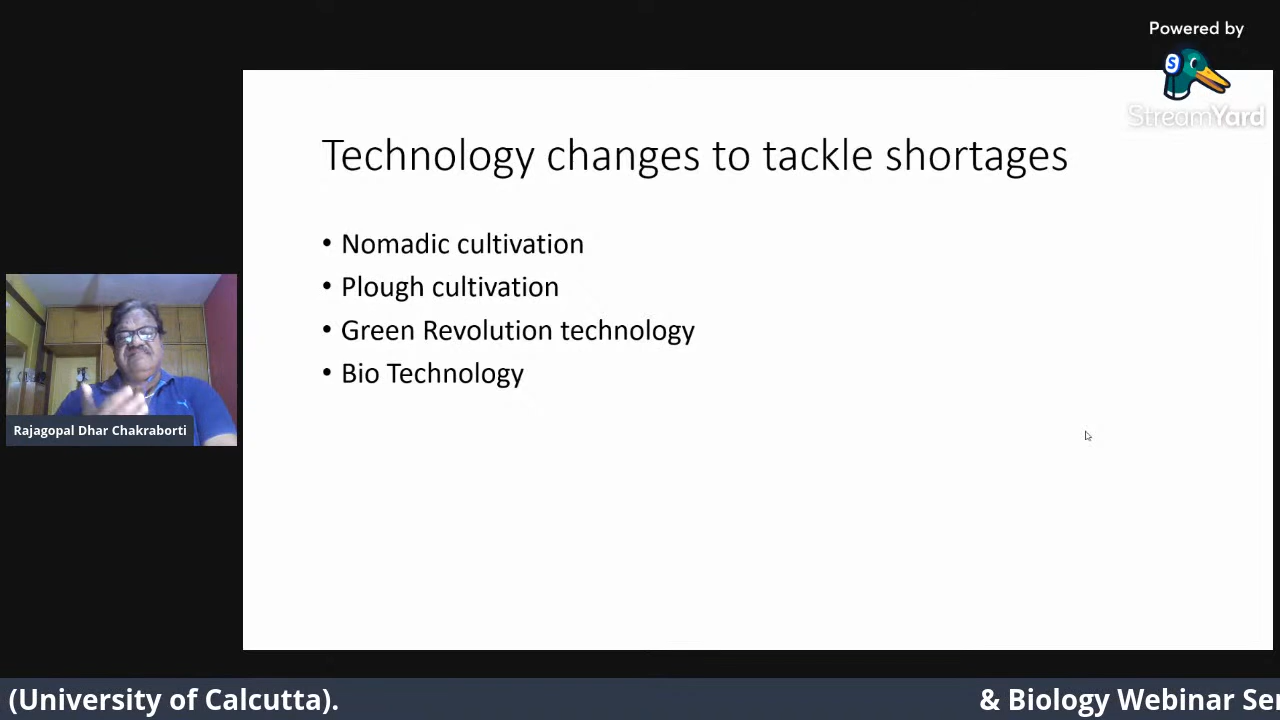 Powered by
StreamYard
Technology changes to tackle shortages
• Nomadic cultivation
• Plough cultivation
• Green Revolution technology
• Bio Technology
Rajagopal Dhar Chakraborti
(University of Calcutta). & Biology Webinar Se